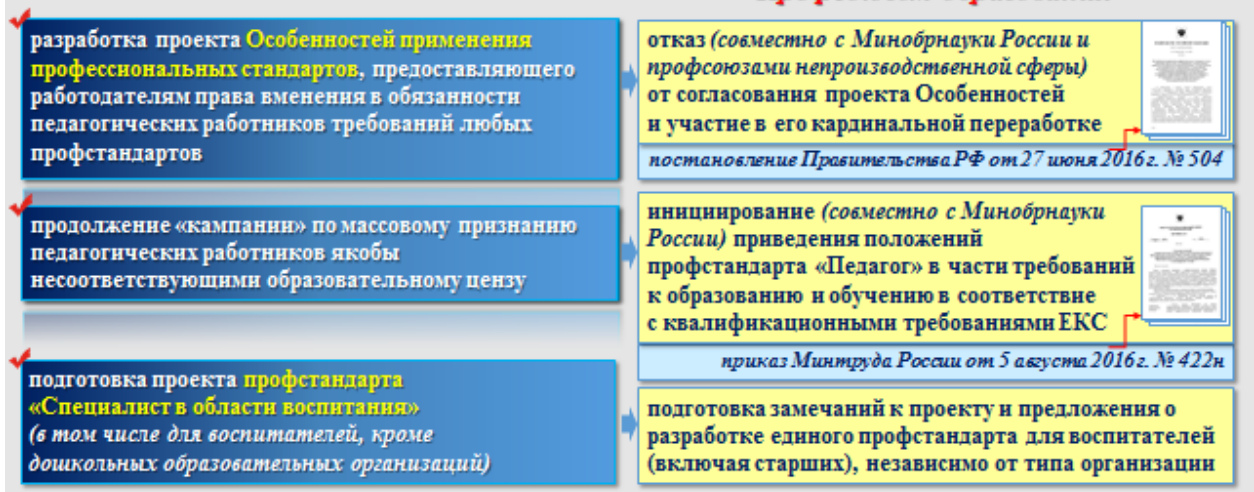 разработка проекта Особенностей применения
профессиональных стандартов, предоставляющего
работодателям права вменения в обязанности
педагогических работников требований любых
профстандартов
отказ (совместно с Минобрнауки России и
профсоюзами непроизводственной сферы)
от согласования проекта Особенностей
и участие в его кардинальной переработке
постановление Правительства РФ от 27 июня 2016 г. № 504
продолжение «кампании» по массовому признанию
педагогических работников якобы
несоответствующими образовательному цензу
инициирование (совместно с Минобрнауки
России) приведения положений
профстандарта «Педагог» в части требований
к образованию и обучению в соответствие
с квалификационными требованиями ЕКС
приказ Минтруда России от 5 августа 2016 г. № 422н
подготовка проекта профстандарта
«Специалист в области воспитания»
(в том числе для воспитателей, кроме
дошкольных образовательных организаций)
подготовка замечаний к проекту и предложения о
разработке единого профстандарта для воспитателей
(включая старших), независимо от типа организации